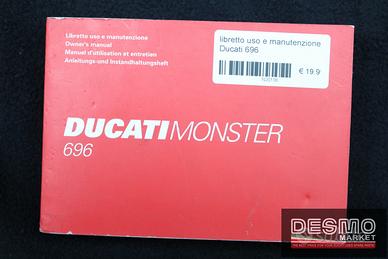 Libretto uso e manutenzione
Owner's manual
Manuel d'utilisation et entretien
Anleitungs-und Instandhaltungsheft
libretto uso e manutenzione
Ducati 696
€ 19.9
DUCATI MONSTER
696
DESMO
MARKET